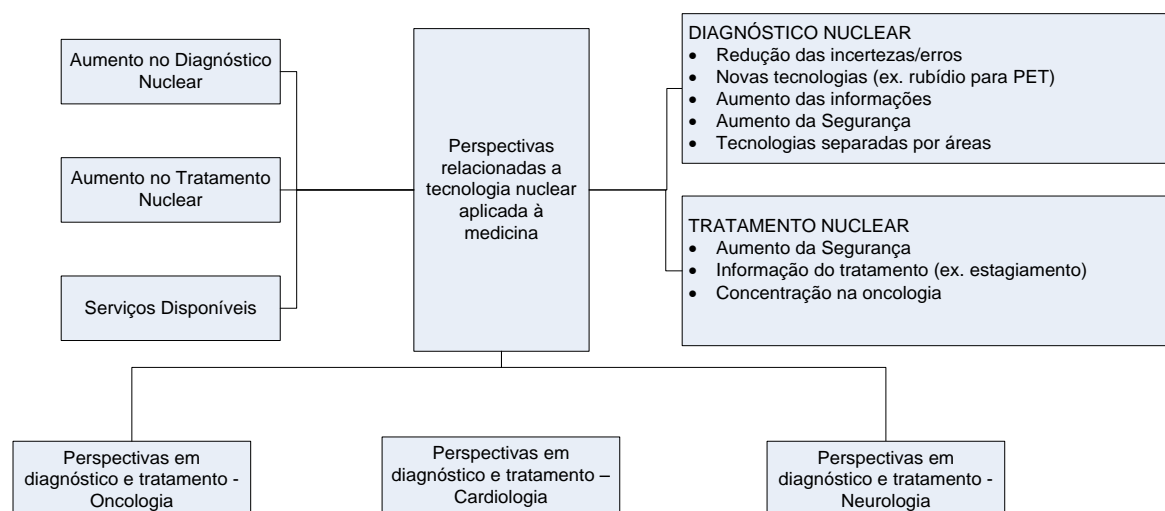 Aumento no Diagnóstico
Nuclear
Aumento no Tratamento
Nuclear
Serviços Disponíveis
Perspectivas
relacionadas a
tecnologia nuclear
aplicada à
medicina
DIAGNÓSTICO NUCLEAR
• Redução das incertezas/erros
• Novas tecnologias (ex. rubídio para PET)
• Aumento das informações
• Aumento da Segurança
• Tecnologias separadas por áreas
TRATAMENTO NUCLEAR
• Aumento da Segurança
• Informação do tratamento (ex. estagiamento)
• Concentração na oncologia
Perspectivas em
diagnóstico e tratamento -
Oncologia
Perspectivas em
diagnóstico e tratamento –
Cardiologia
Perspectivas em
diagnóstico e tratamento -
Neurologia